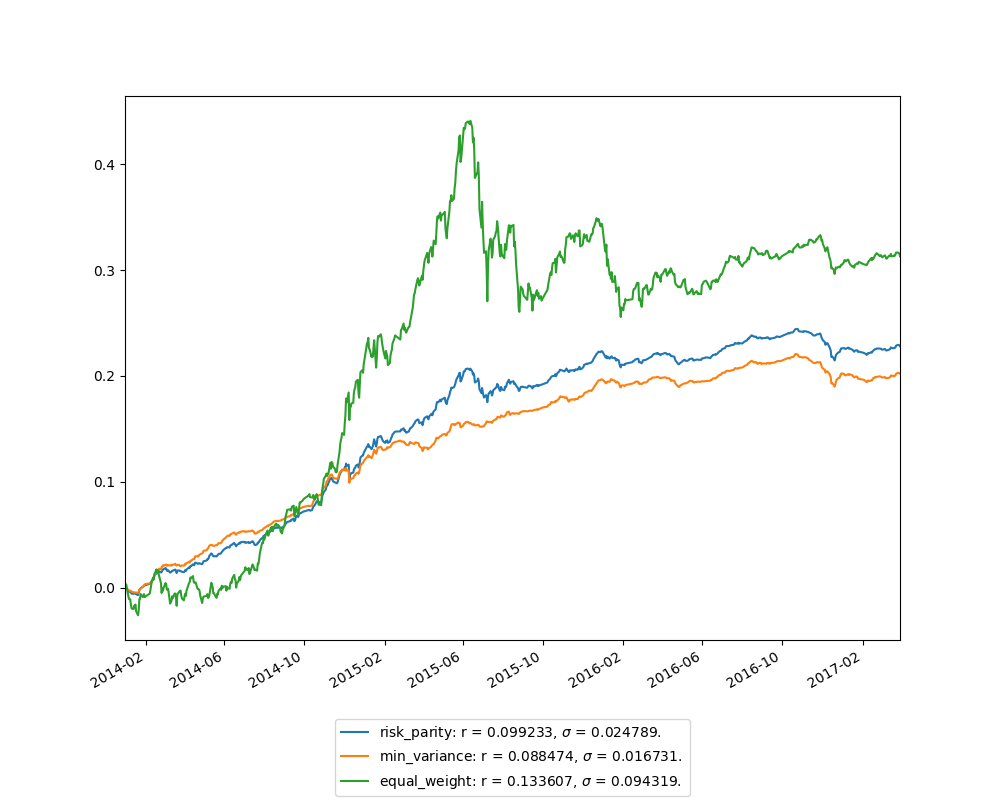 0.4
0.3
0.2
0.1
0.0
2014-02 2014-06 2014-10 2015-02 2015-06 2015-10 2016-02 2016-06 2016-10 2017-02
risk_parity: r = 0.099233, σ = 0.024789.
min_variance: r = 0.088474, σ = 0.016731.
equal_weight: r = 0.133607, σ = 0.094319.